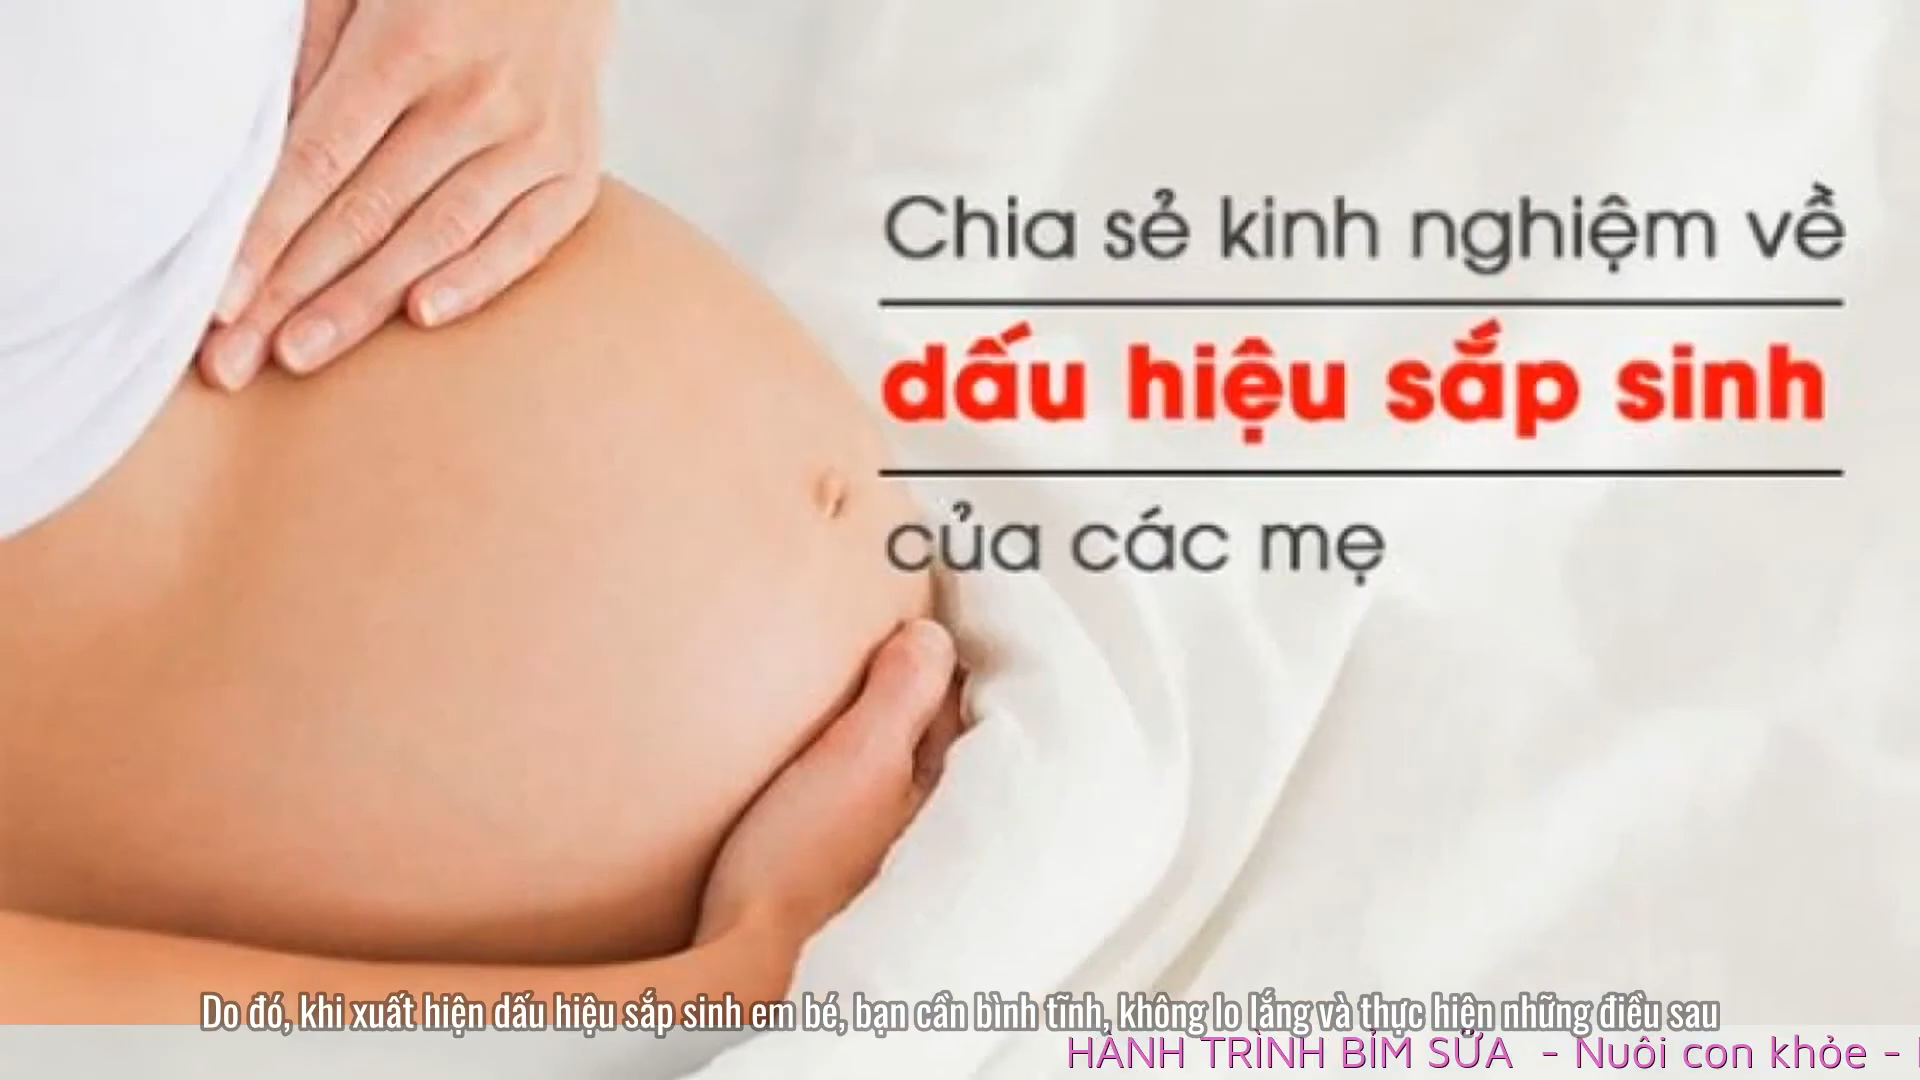 Chia sẻ kinh nghiệm về
dấu hiệu sắp sinh
của các mẹ
Do đó, khi xuất hiện dấu hiệu sắp sinh em bé, bạn cần bình tĩnh, không lo lắng và thực hiện những điều sau
HÀNH TRÌNH BỈM SỮA - Nuôi con khỏe -